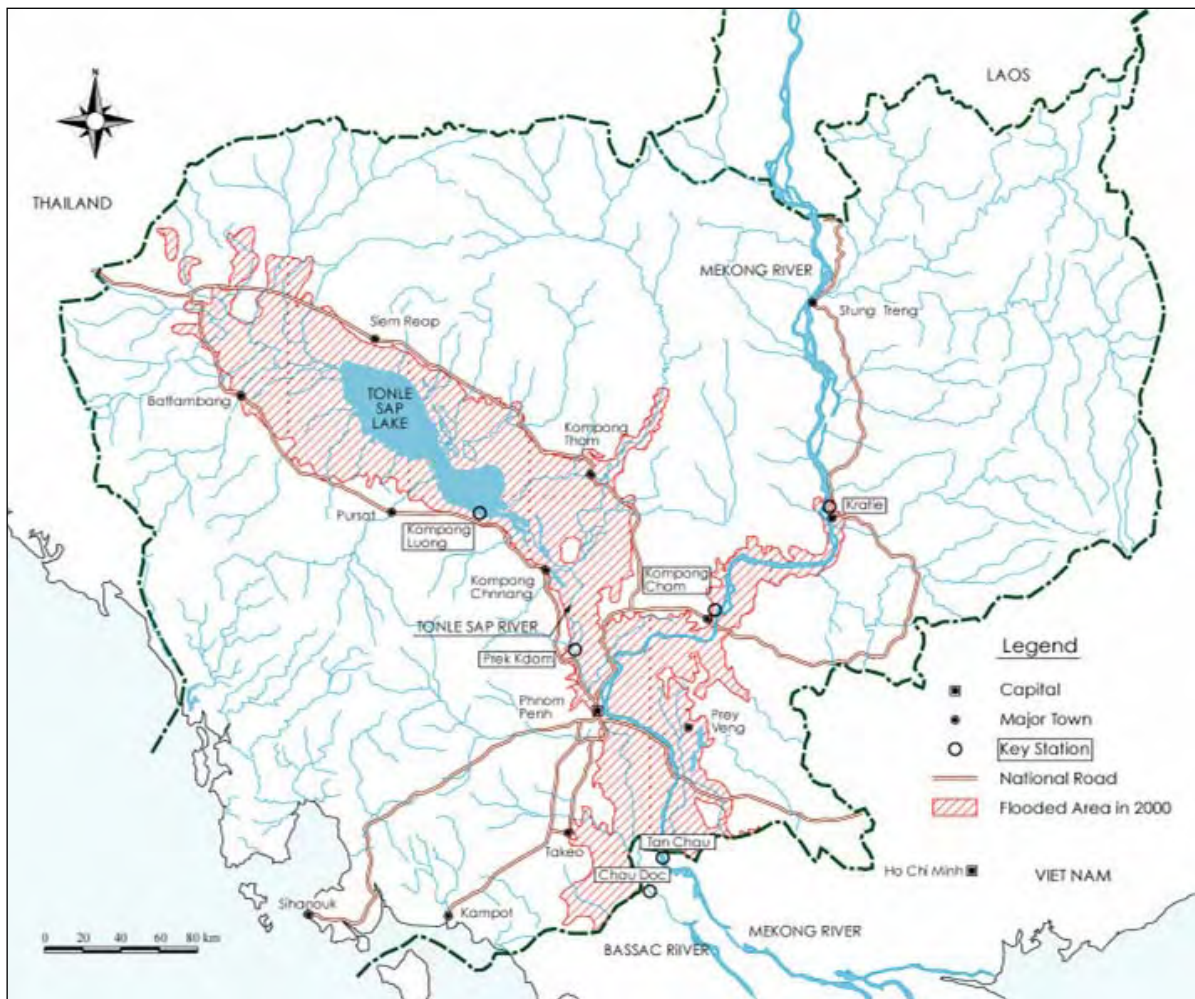 N
LAOS
THAILAND
MEKONG RIVER
Stung Treng
Siem Reap
TONLE
SAP
LAKE
Battambang
Kompong
Thom
Kratie
Pursat
Kompong
Luong
Kompong
Cham
Kompong
Chnnang
TONLE SAP RIVER
Prek Kdam
Phnom
Penh
Prey
Veng
Legend
Capital
Major Town
Key Station
National Road
Flooded Area in 2000
Takeo
Tan Chau
Chau Doc
Ho Chi Minh
VIET NAM
Sihanouk
Kampot
MEKONG RIVER
BASSAC RIIVER
0 20 40 60 80 km